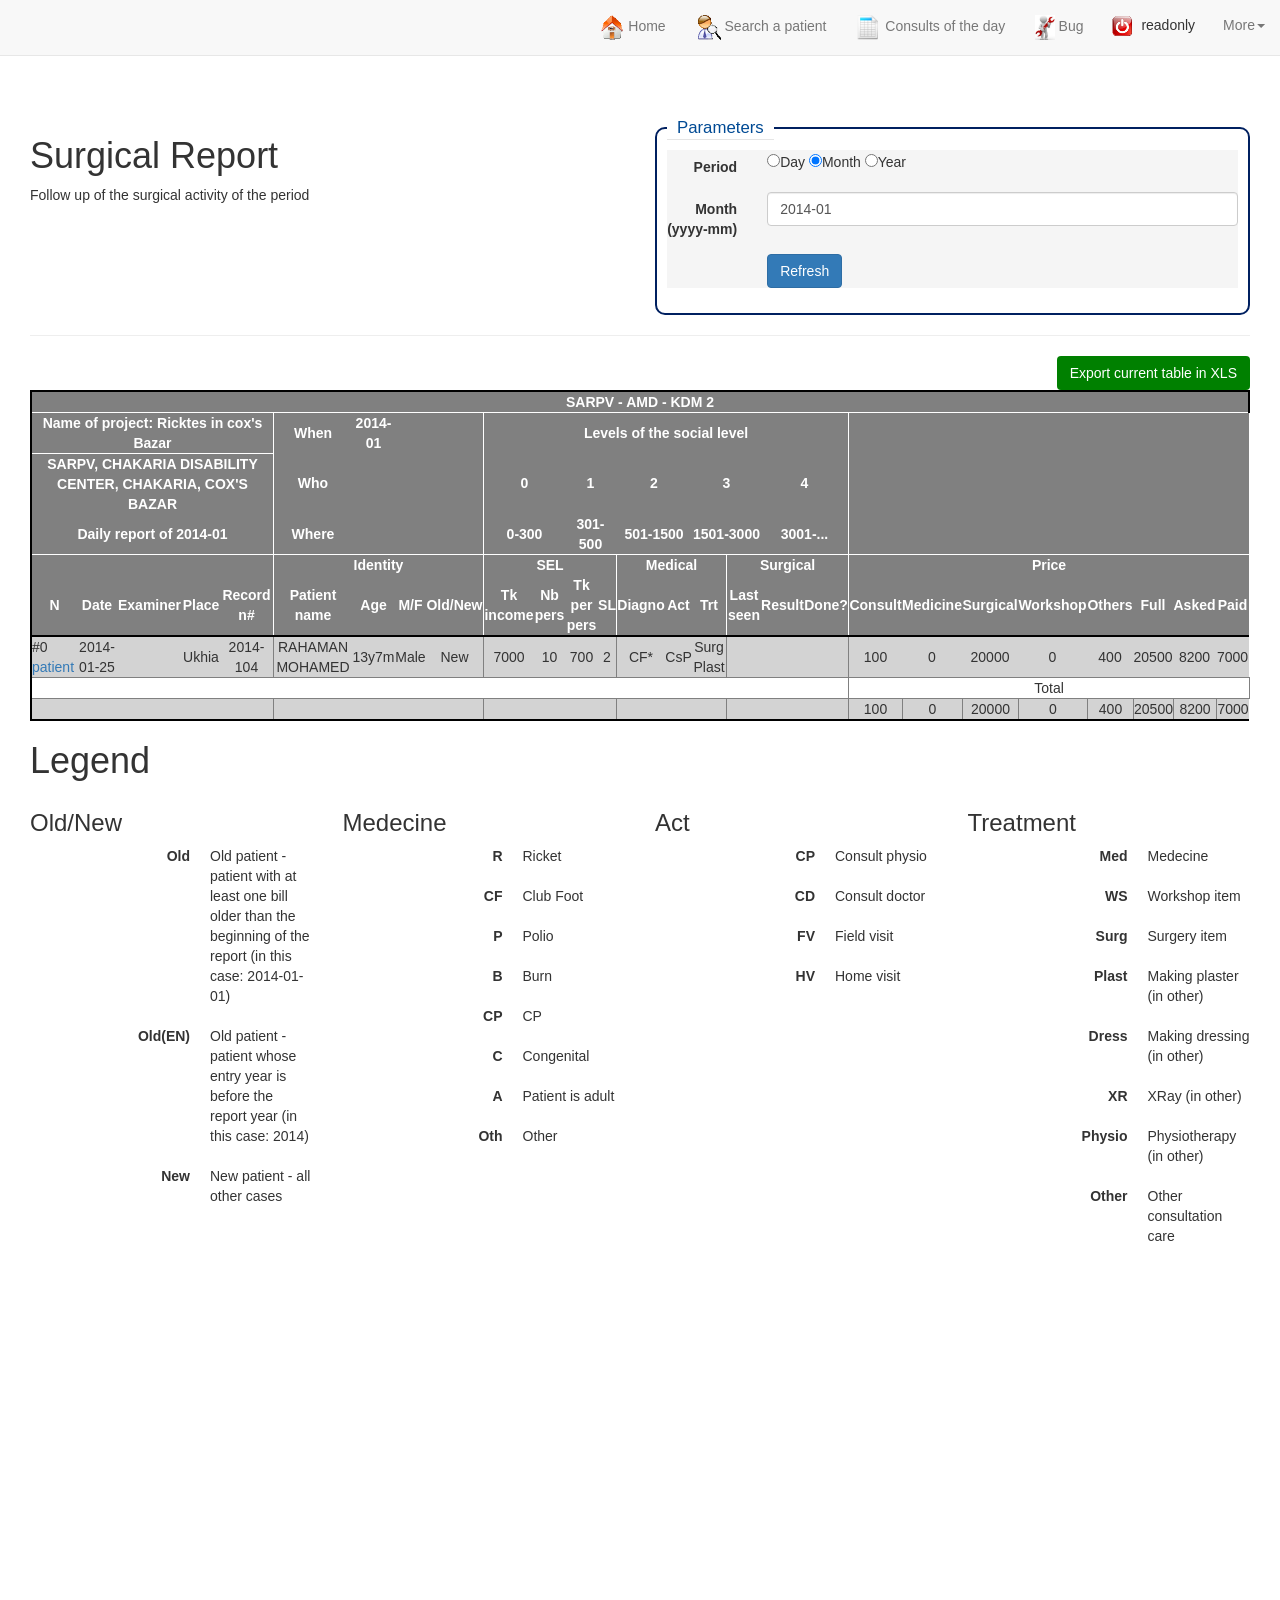 Home Search a patient Consults of the day Bug readonly More
Surgical Report
Follow up of the surgical activity of the period
Parameters
Period Day Month Year
Month (yyyy-mm) 2014-01
Refresh
Export current table in XLS
SARPV - AMD - KDM 2
Name of project: Ricktes in cox's Bazar When 2014-01 Levels of the social level
SARPV, CHAKARIA DISABILITY CENTER, CHAKARIA, COX'S BAZAR Who 0 1 2 3 4
Daily report of 2014-01 Where 0-300 301-500 501-1500 1501-3000 3001-...
Identity SEL Medical Surgical Price
N Date Examiner Place Record n# Patient name Age M/F Old/New Tk income Nb pers Tk per pers SL Diagno Act Trt Last seen Result Done? Consult Medicine Surgical Workshop Others Full Asked Paid
#0 patient 2014-01-25 Ukhia 2014-104 RAHAMAN MOHAMED 13y7m Male New 7000 10 700 2 CF* CsP Surg Plast 100 0 20000 0 400 20500 8200 7000
Total
100 0 20000 0 400 20500 8200 7000
Legend
Old/New
Old Old patient -
patient with at
least one bill
older than the
beginning of the
report (in this
case: 2014-01-
01)
Old(EN) Old patient -
patient whose
entry year is
before the
report year (in
this case: 2014)
New New patient - all
other cases
Medecine
R Ricket
CF Club Foot
P Polio
B Burn
CP CP
C Congenital
A Patient is adult
Oth Other
Act
CP Consult physio
CD Consult doctor
FV Field visit
HV Home visit
Treatment
Med Medecine
WS Workshop item
Surg Surgery item
Plast Making plaster
(in other)
Dress Making dressing
(in other)
XR XRay (in other)
Physio Physiotherapy
(in other)
Other Other
consultation
care